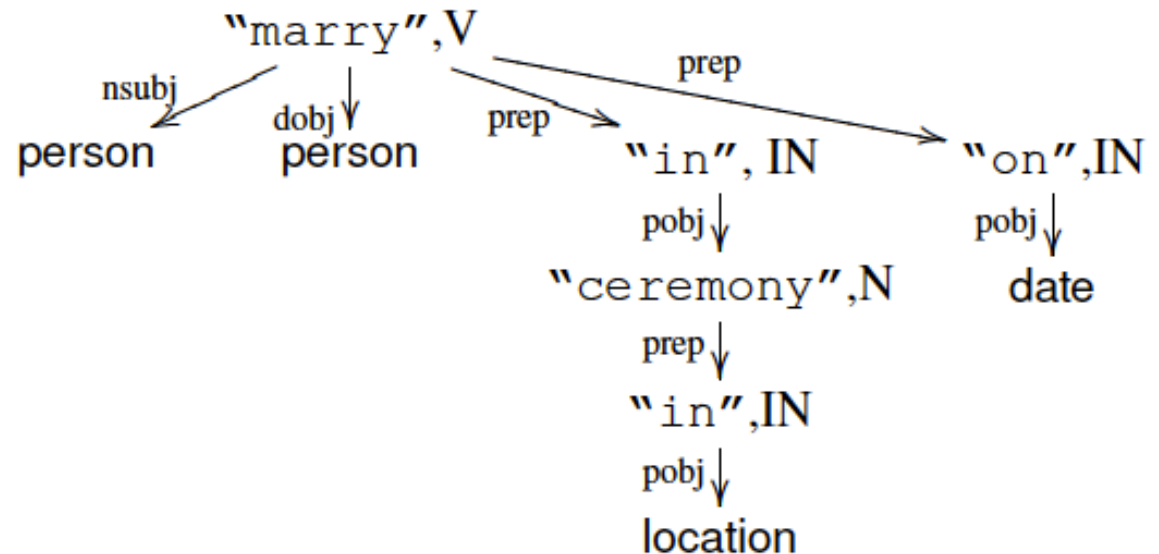 “marry”,V
nsubj dobj prep prep
person person “in”, IN “on”,IN
pobj pobj
“ceremony”,N date
prep
“in”,IN
pobj
location